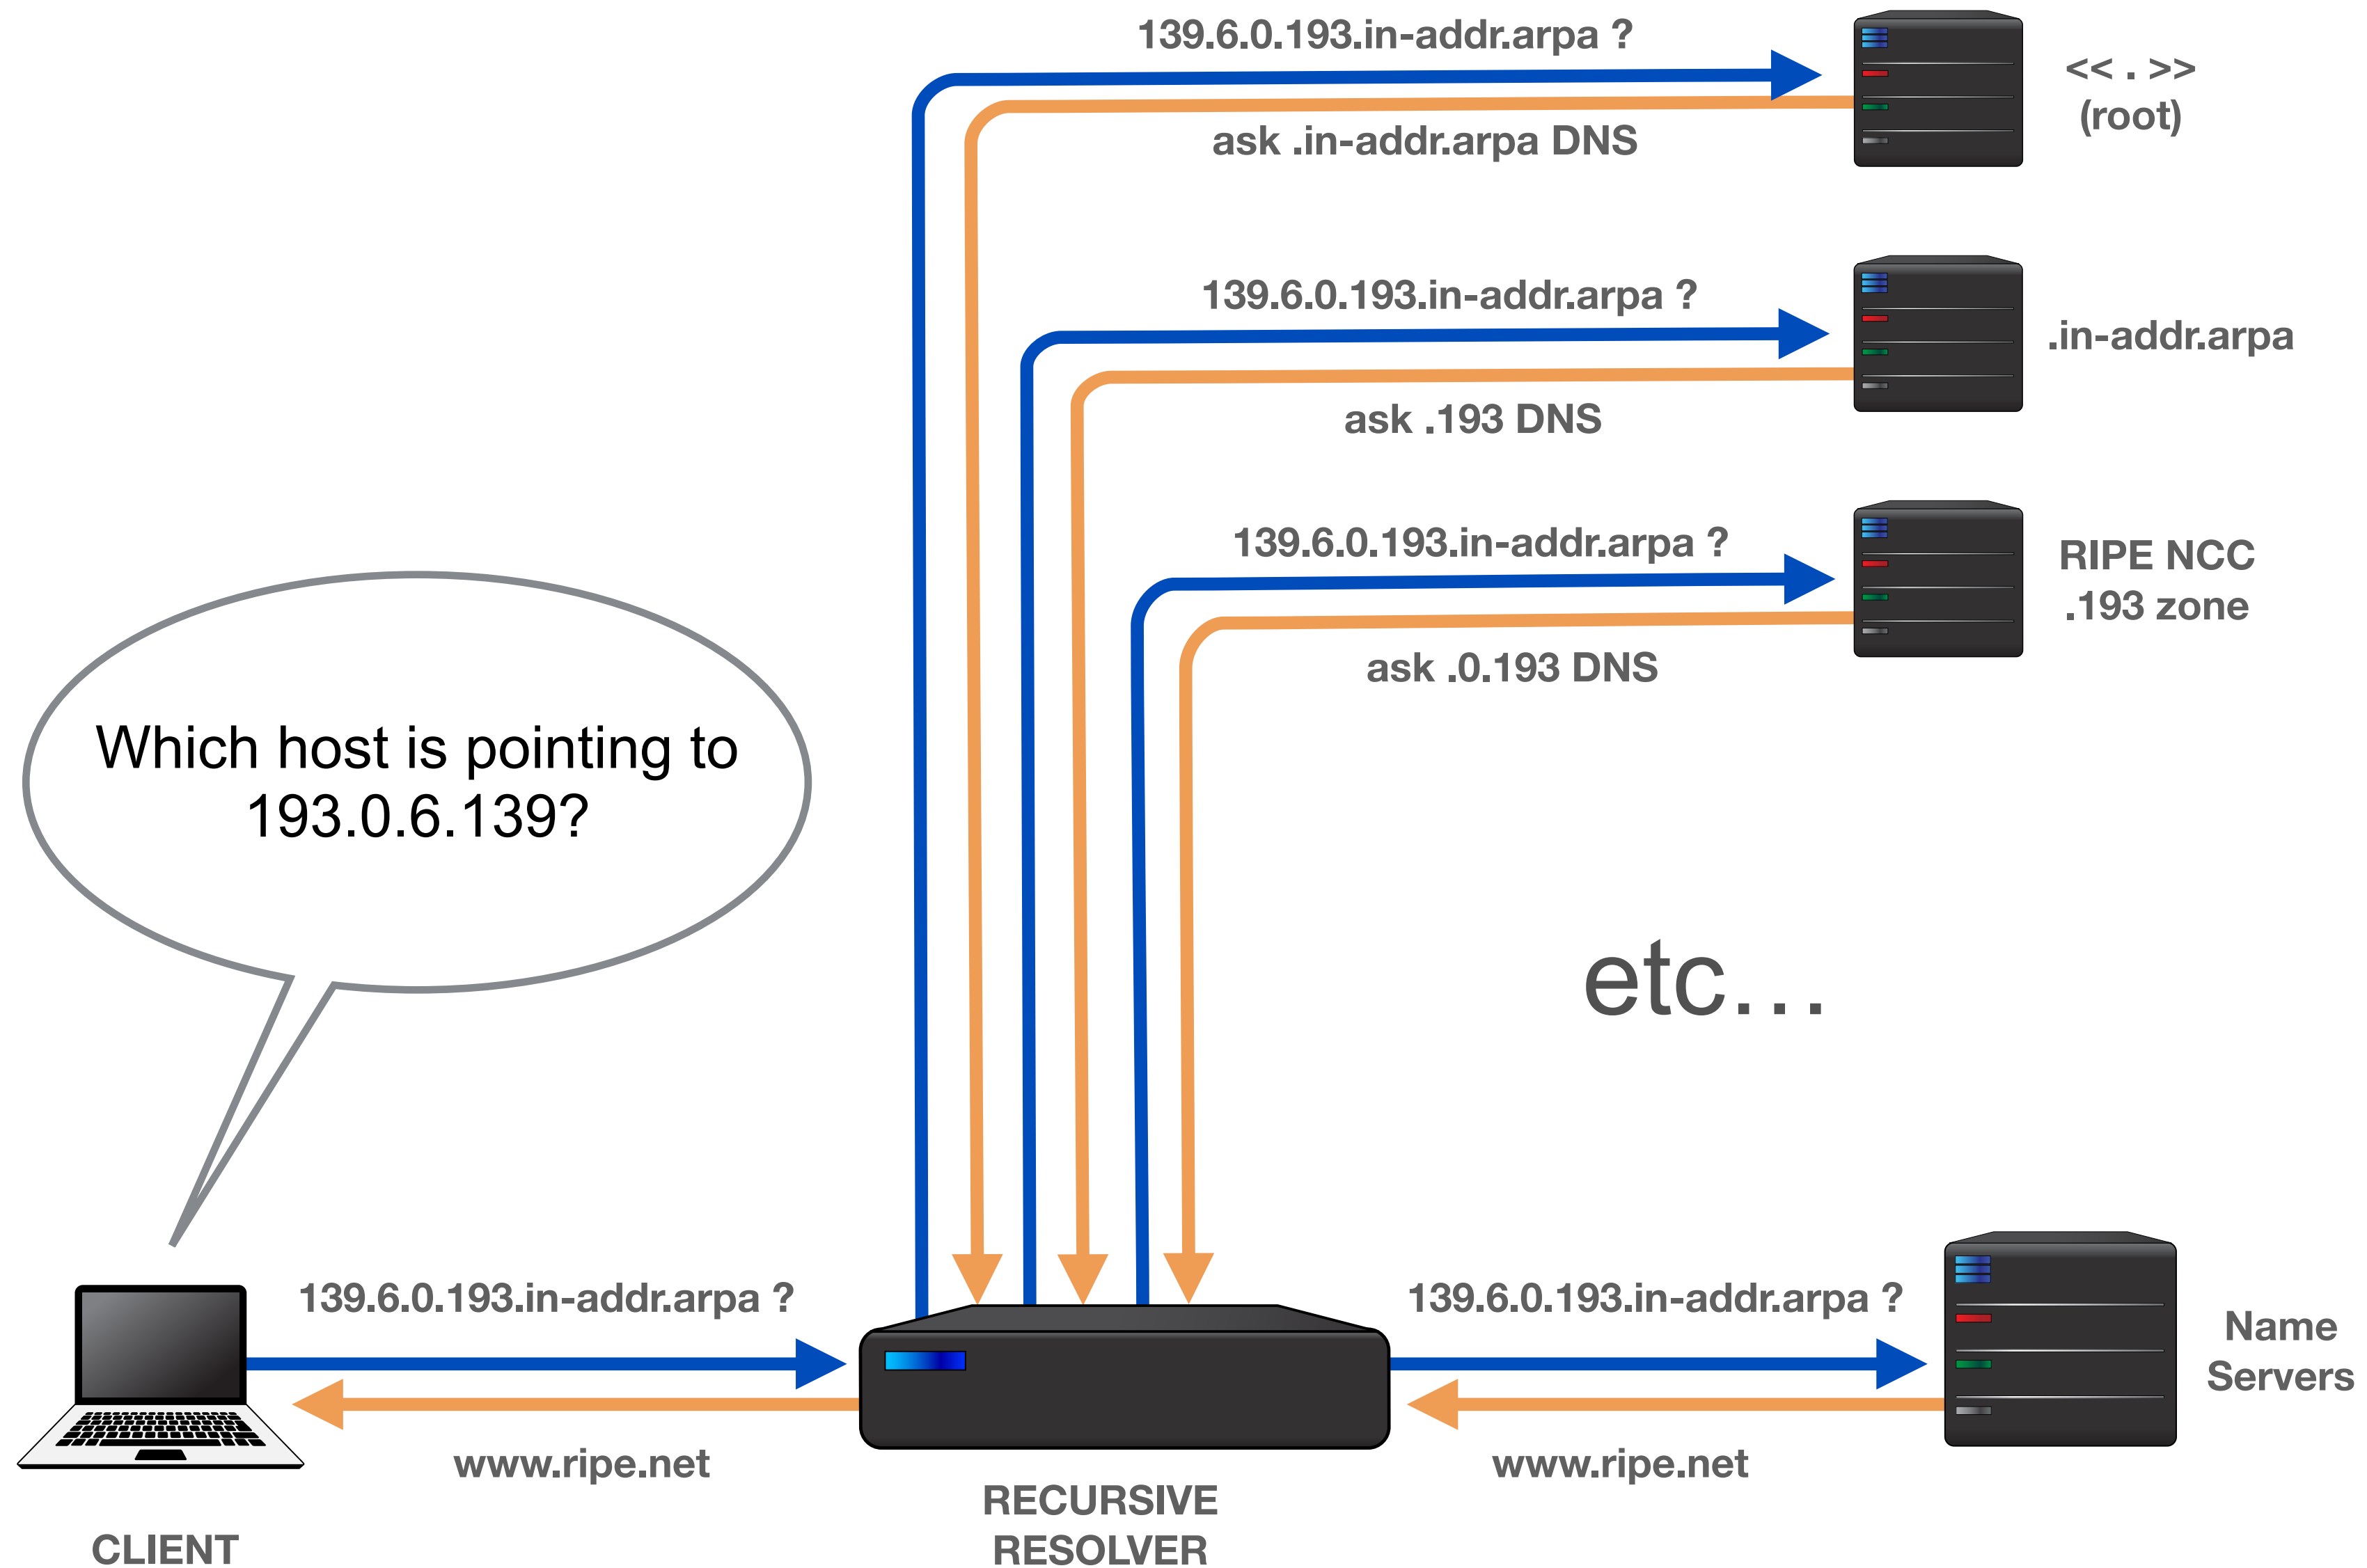 139.6.0.193.in-addr.arpa ?
<< . >>
(root)
ask .in-addr.arpa DNS
139.6.0.193.in-addr.arpa ?
.in-addr.arpa
ask .193 DNS
139.6.0.193.in-addr.arpa ?
RIPE NCC
.193 zone
ask .0.193 DNS
Which host is pointing to
193.0.6.139?
etc...
139.6.0.193.in-addr.arpa ?
139.6.0.193.in-addr.arpa ?
Name
Servers
www.ripe.net
www.ripe.net
RECURSIVE
RESOLVER
CLIENT